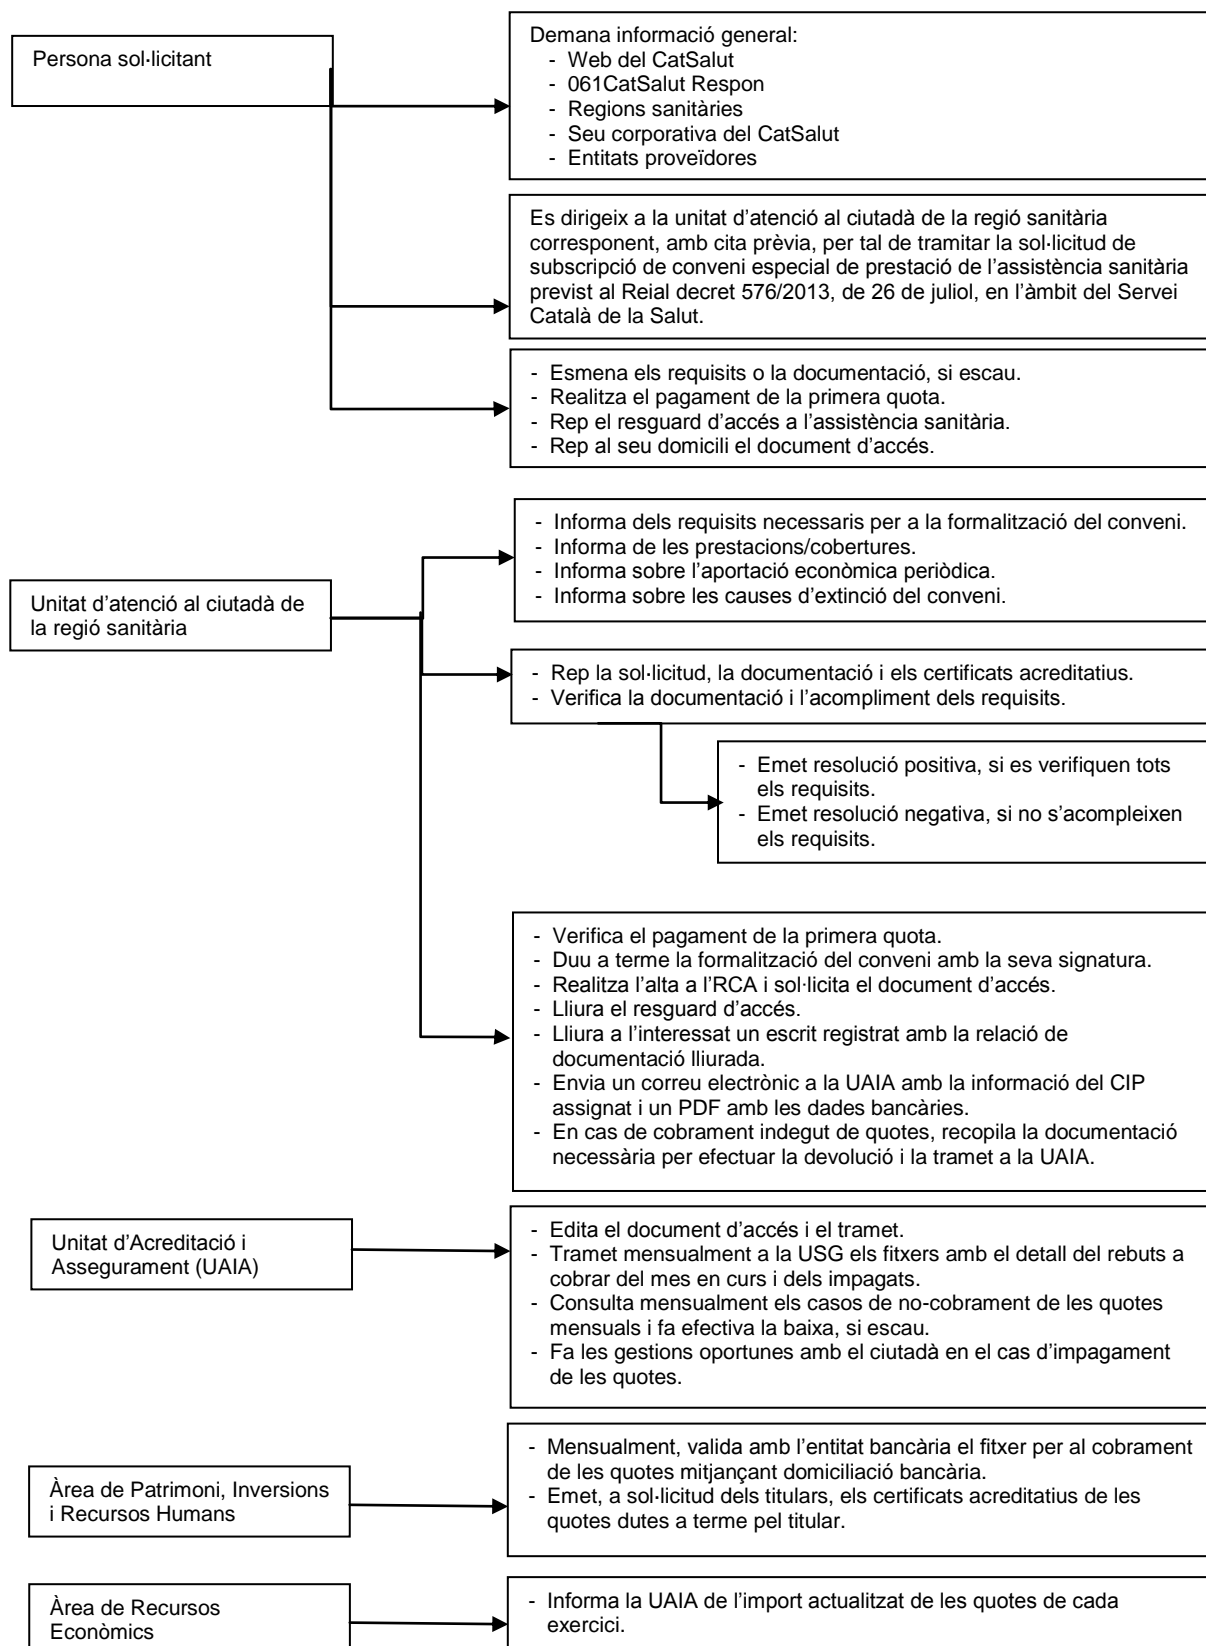 Persona sol·licitant
Demana informació general:
- Web del CatSalut
- 061CatSalut Respon
- Regions sanitàries
- Seu corporativa del CatSalut
- Entitats proveïdores
Es dirigeix a la unitat d’atenció al ciutadà de la regió sanitària
corresponent, amb cita prèvia, per tal de tramitar la sol·licitud de
subscripció de conveni especial de prestació de l’assistència sanitària
previst al Reial decret 576/2013, de 26 de juliol, en l’àmbit del Servei
Català de la Salut.
- Esmena els requisits o la documentació, si escau.
- Realitza el pagament de la primera quota.
- Rep el resguard d’accés a l’assistència sanitària.
- Rep al seu domicili el document d’accés.
Unitat d’atenció al ciutadà de
la regió sanitària
- Informa dels requisits necessaris per a la formalització del conveni.
- Informa de les prestacions/cobertures.
- Informa sobre l’aportació econòmica periòdica.
- Informa sobre les causes d’extinció del conveni.
- Rep la sol·licitud, la documentació i els certificats acreditatius.
- Verifica la documentació i l’acompliment dels requisits.
- Emet resolució positiva, si es verifiquen tots
els requisits.
- Emet resolució negativa, si no s’acompleixen
els requisits.
- Verifica el pagament de la primera quota.
- Duu a terme la formalització del conveni amb la seva signatura.
- Realitza l’alta a l’RCA i sol·licita el document d’accés.
- Lliura el resguard d’accés.
- Lliura a l’interessat un escrit registrat amb la relació de
documentació lliurada.
- Envia un correu electrònic a la UAIA amb la informació del CIP
assignat i un PDF amb les dades bancàries.
- En cas de cobrament indegut de quotes, recopila la documentació
necessària per efectuar la devolució i la tramet a la UAIA.
Unitat d’Acreditació i
Assegurament (UAIA)
- Edita el document d’accés i el tramet.
- Tramet mensualment a la USG els fitxers amb el detall del rebuts a
cobrar del mes en curs i dels impagats.
- Consulta mensualment els casos de no-cobrament de les quotes
mensuals i fa efectiva la baixa, si escau.
- Fa les gestions oportunes amb el ciutadà en el cas d’impagament
de les quotes.
Àrea de Patrimoni, Inversions
i Recursos Humans
- Mensualment, valida amb l’entitat bancària el fitxer per al cobrament
de les quotes mitjançant domiciliació bancària.
- Emet, a sol·licitud dels titulars, els certificats acreditatius de les
quotes dutes a terme pel titular.
Àrea de Recursos
Econòmics
- Informa la UAIA de l’import actualitzat de les quotes de cada
exercici.